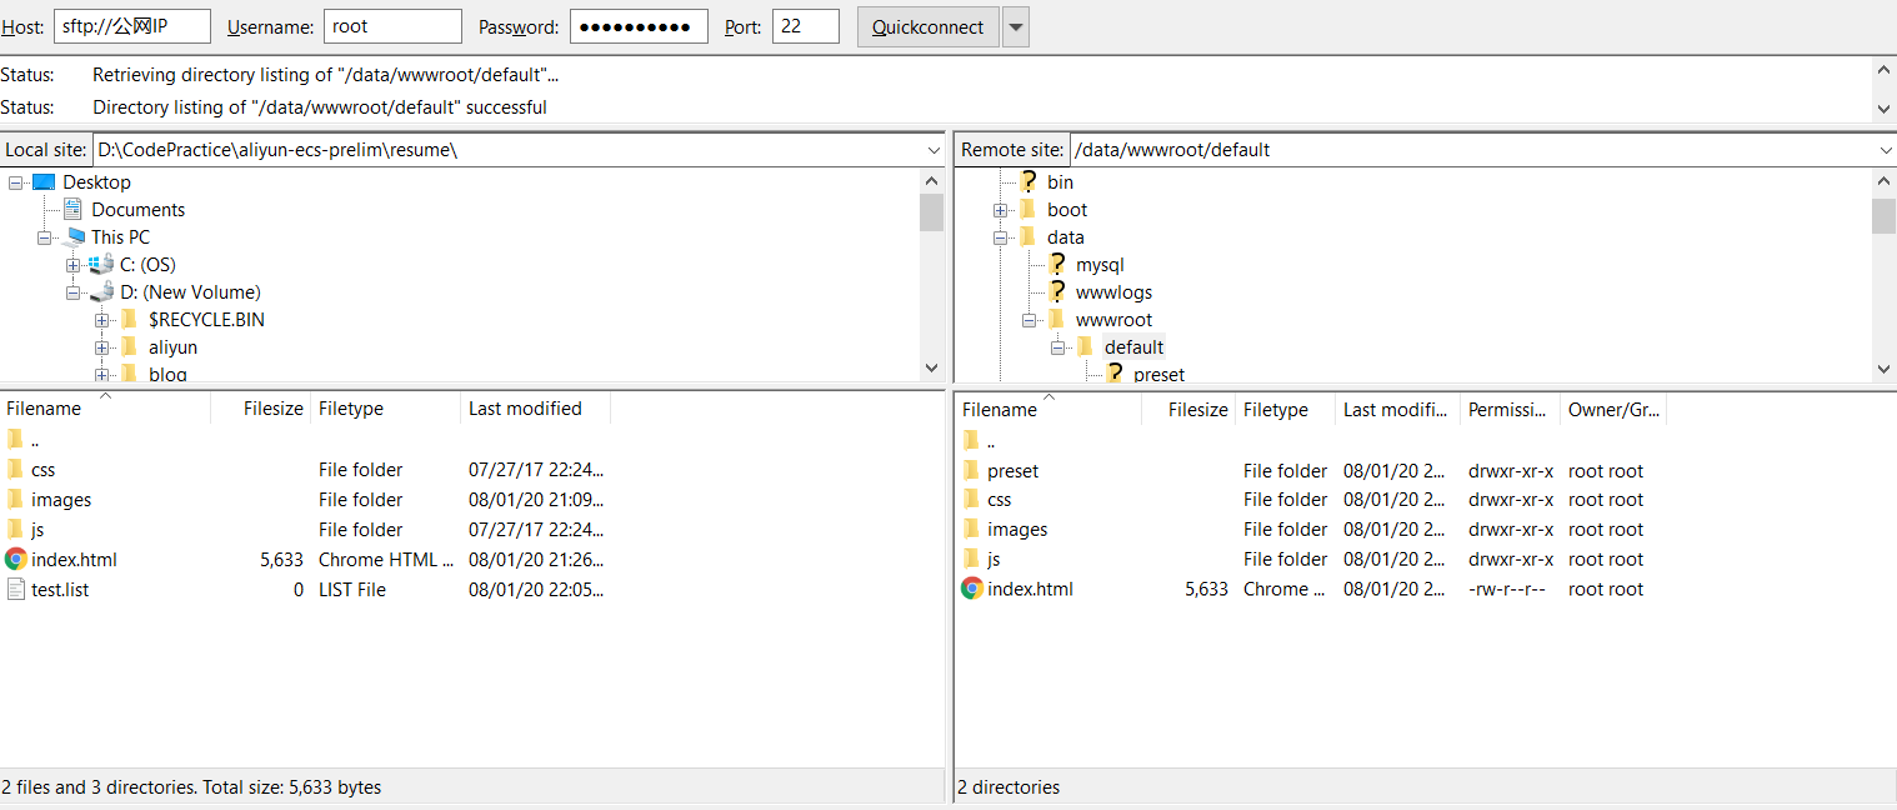 Host: sftp://公网IP Username: root Password: ●●●●●●●●●● Port: 22 Quickconnect
Status: Retrieving directory listing of "/data/wwwroot/default"...
Status: Directory listing of "/data/wwwroot/default" successful
Local site: D:\CodePractice\aliyun-ecs-prelim\resume\
Desktop
Documents
This PC
C: (OS)
D: (New Volume)
$RECYCLE.BIN
aliyun
blog
Filename Filesize Filetype Last modified
..
css File folder 07/27/17 22:24...
images File folder 08/01/20 21:09...
js File folder 07/27/17 22:24...
index.html 5,633 Chrome HTML ... 08/01/20 21:26...
test.list 0 LIST File 08/01/20 22:05...
2 files and 3 directories. Total size: 5,633 bytes
Remote site: /data/wwwroot/default
bin
boot
data
mysql
wwwlogs
wwwroot
default
preset
Filename Filesize Filetype Last modifi... Permissi... Owner/Gr...
..
preset File folder 08/01/20 2... drwxr-xr-x root root
css File folder 08/01/20 2... drwxr-xr-x root root
images File folder 08/01/20 2... drwxr-xr-x root root
js File folder 08/01/20 2... drwxr-xr-x root root
index.html 5,633 Chrome ... 08/01/20 2... -rw-r--r-- root root
2 directories